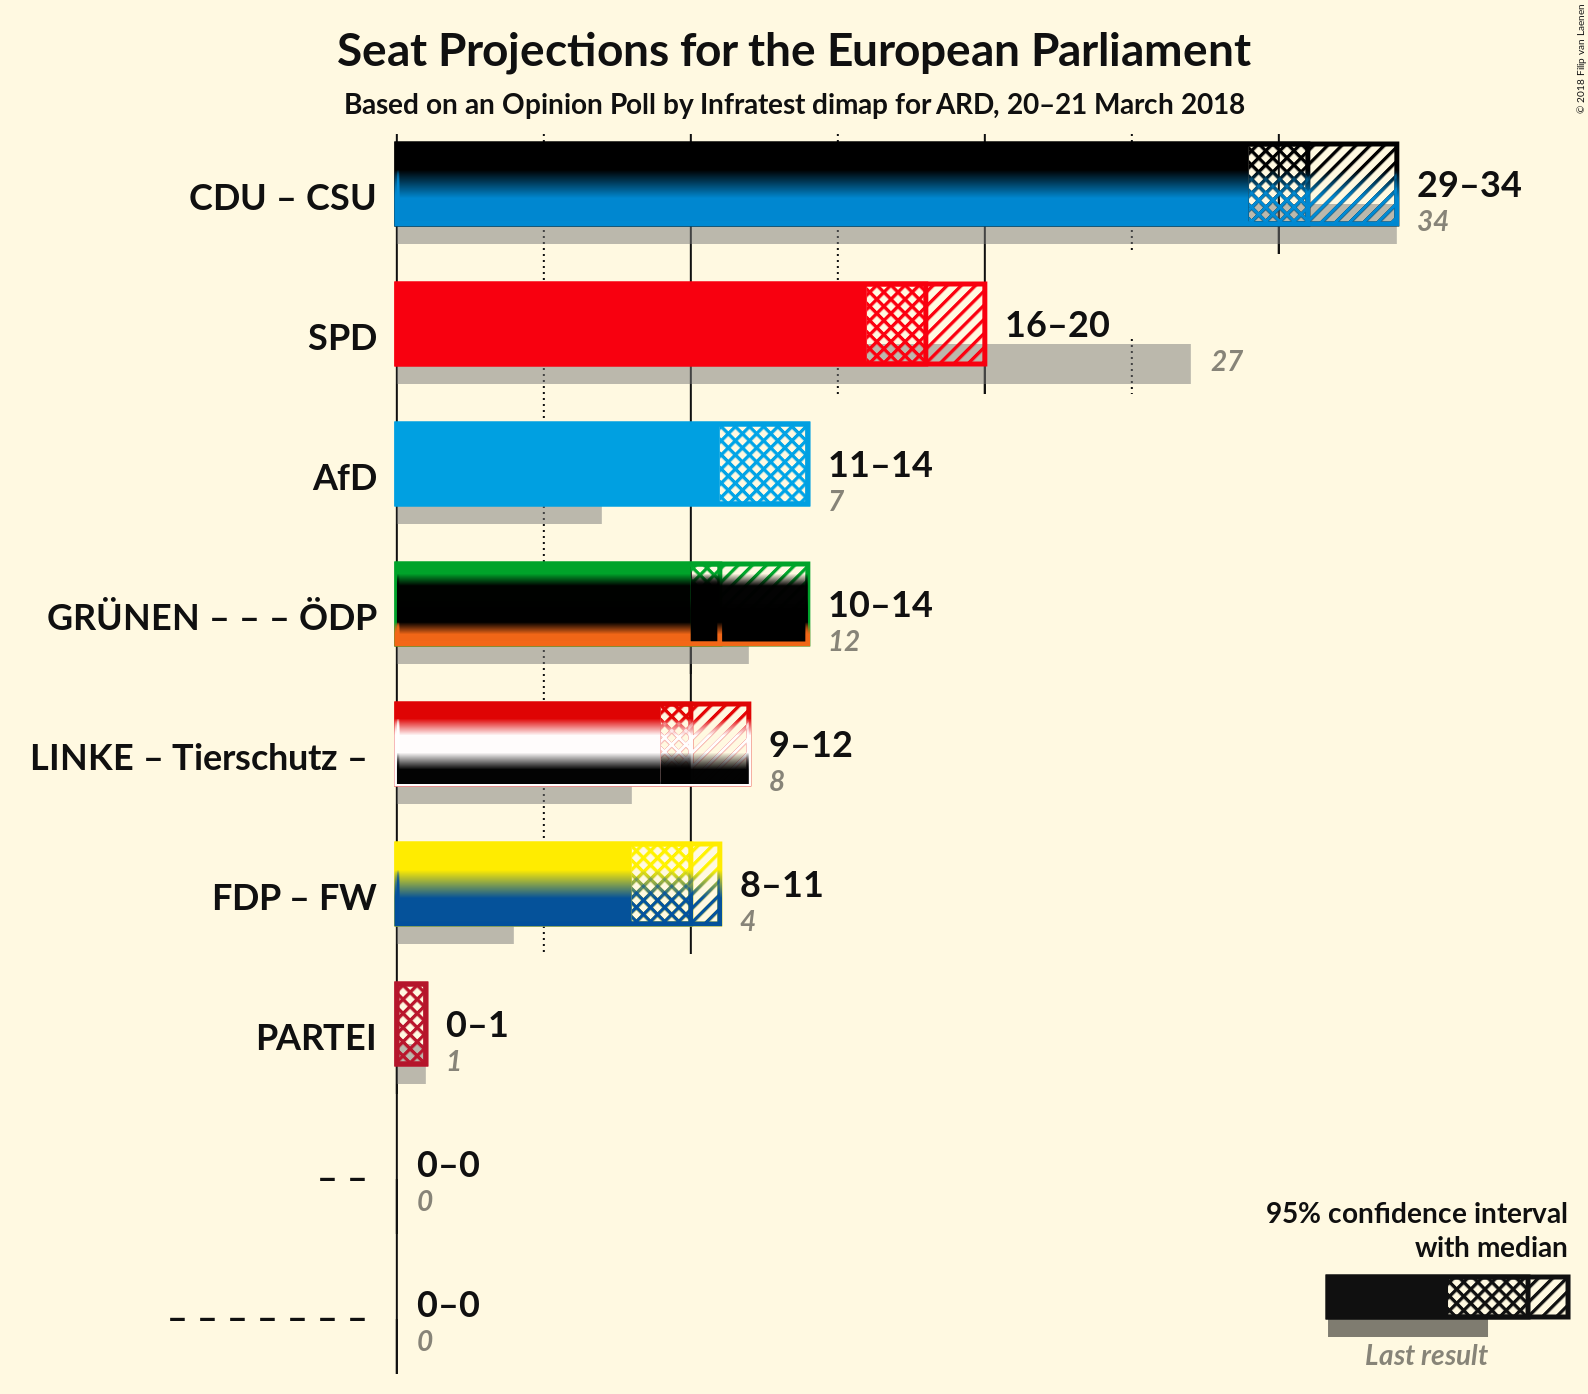 Seat Projections for the European Parliament
Based on an Opinion Poll by Infratest dimap for ARD, 20–21 March 2018
© 2018 Filip van Laenen
CDU – CSU
29–34
34
SPD
16–20
27
AfD
11–14
7
GRÜNEN – – – ÖDP
10–14
12
LINKE – Tierschutz –
9–12
8
FDP – FW
8–11
4
PARTEI
0–1
1
– –
0–0
0
– – – – – – –
0–0
0
95% confidence interval
with median
Last result